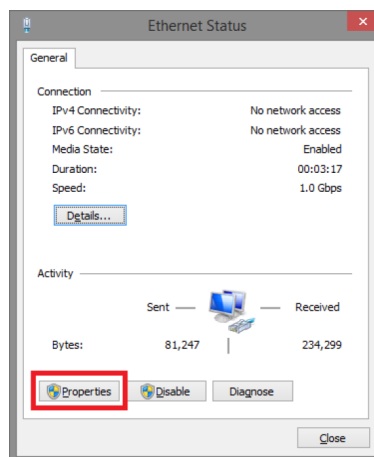 Ethernet Status
General
Connection
IPv4 Connectivity: No network access
IPv6 Connectivity: No network access
Media State: Enabled
Duration: 00:03:17
Speed: 1.0 Gbps
Details...
Activity
Sent Received
Bytes: 81,247 234,299
Properties Disable Diagnose
Close